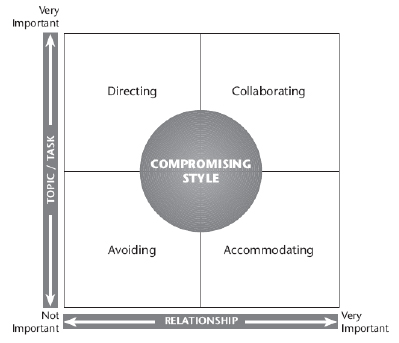 Very
Important
Directing
Collaborating
COMPROMISING
STYLE
TOPIC / TASK
Avoiding
Accommodating
Not
Important
RELATIONSHIP
Very
Important